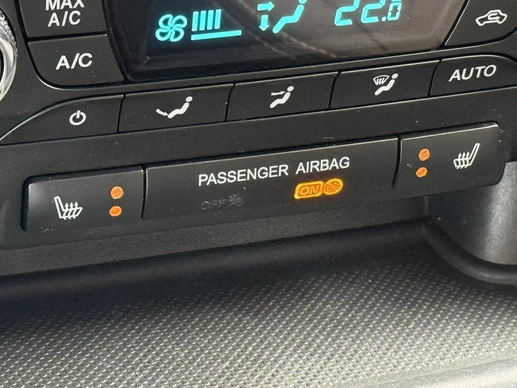 MAX
A/C
22.0
A/C
AUTO
PASSENGER AIRBAG
OFF ON